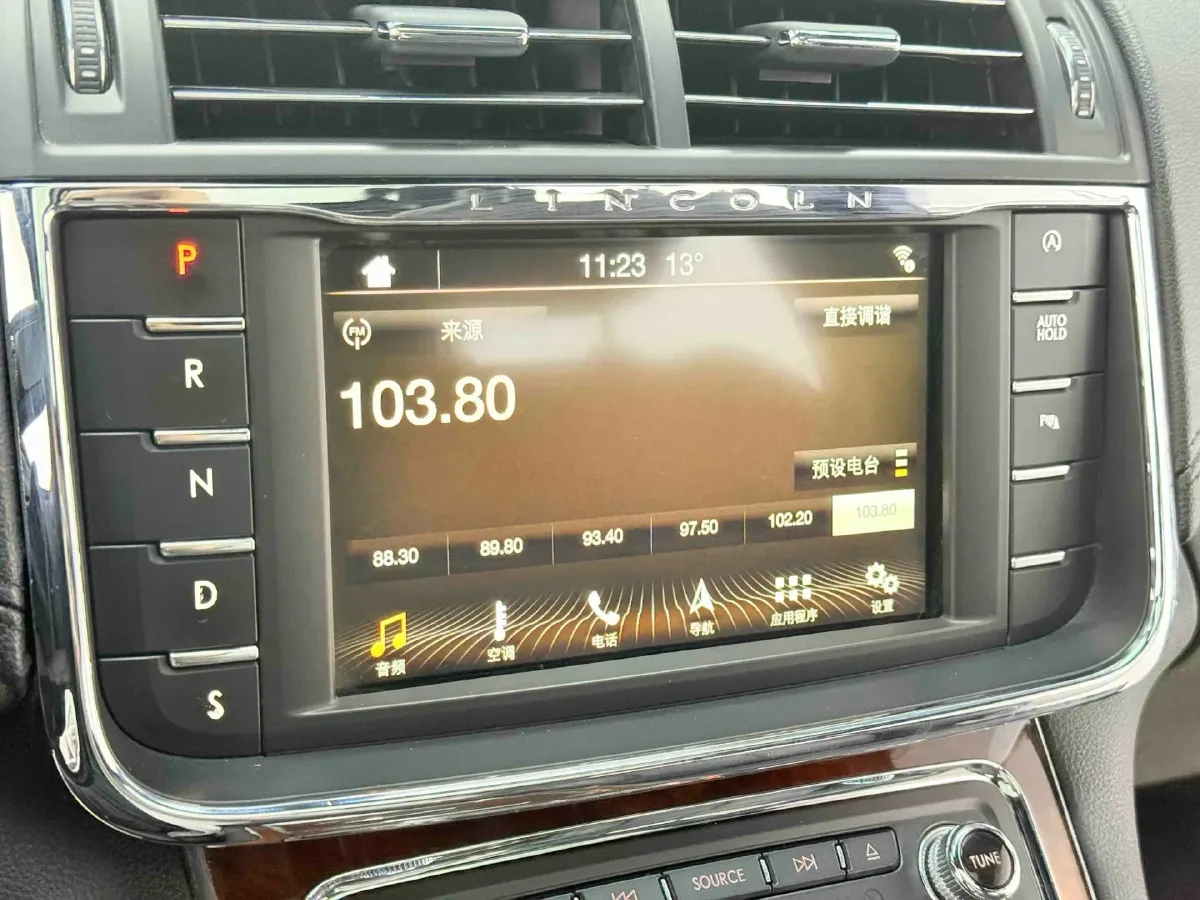 LINCOLN
P
R
N
D
S
11:23 13°
FM
来源
直接调谐
103.80
预设电台
88.30 89.80 93.40 97.50 102.20 103.80
音频 空调 电话 导航 应用程序 设置
A
AUTO
HOLD
SOURCE
TUNE